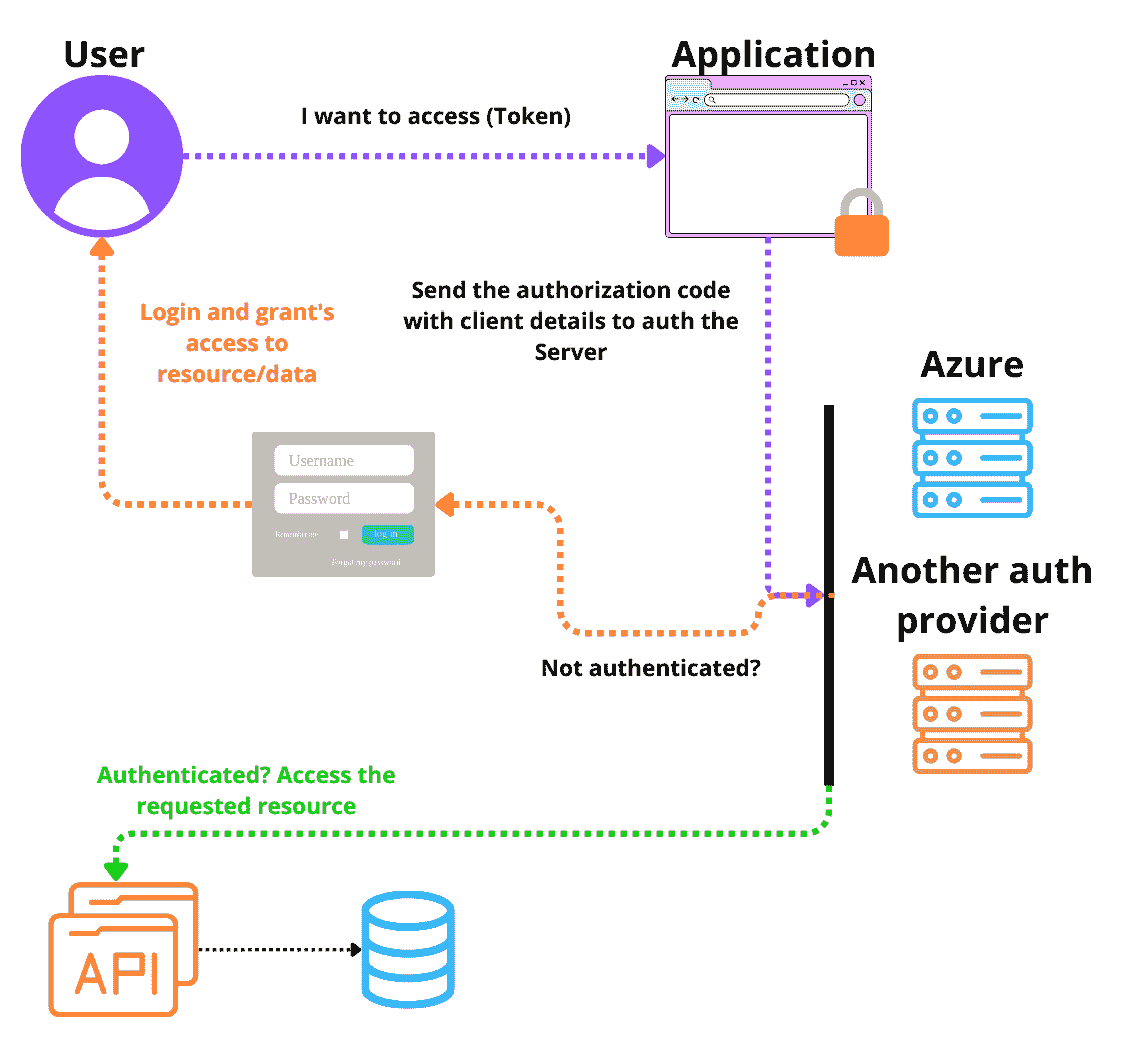 User
Application
I want to access (Token)
Send the authorization code
with client details to auth the
Server
Login and grant's
access to
resource/data
Azure
Username
Password
Remember me
log in
Forgot my password
Another auth
provider
Not authenticated?
Authenticated? Access the
requested resource
API